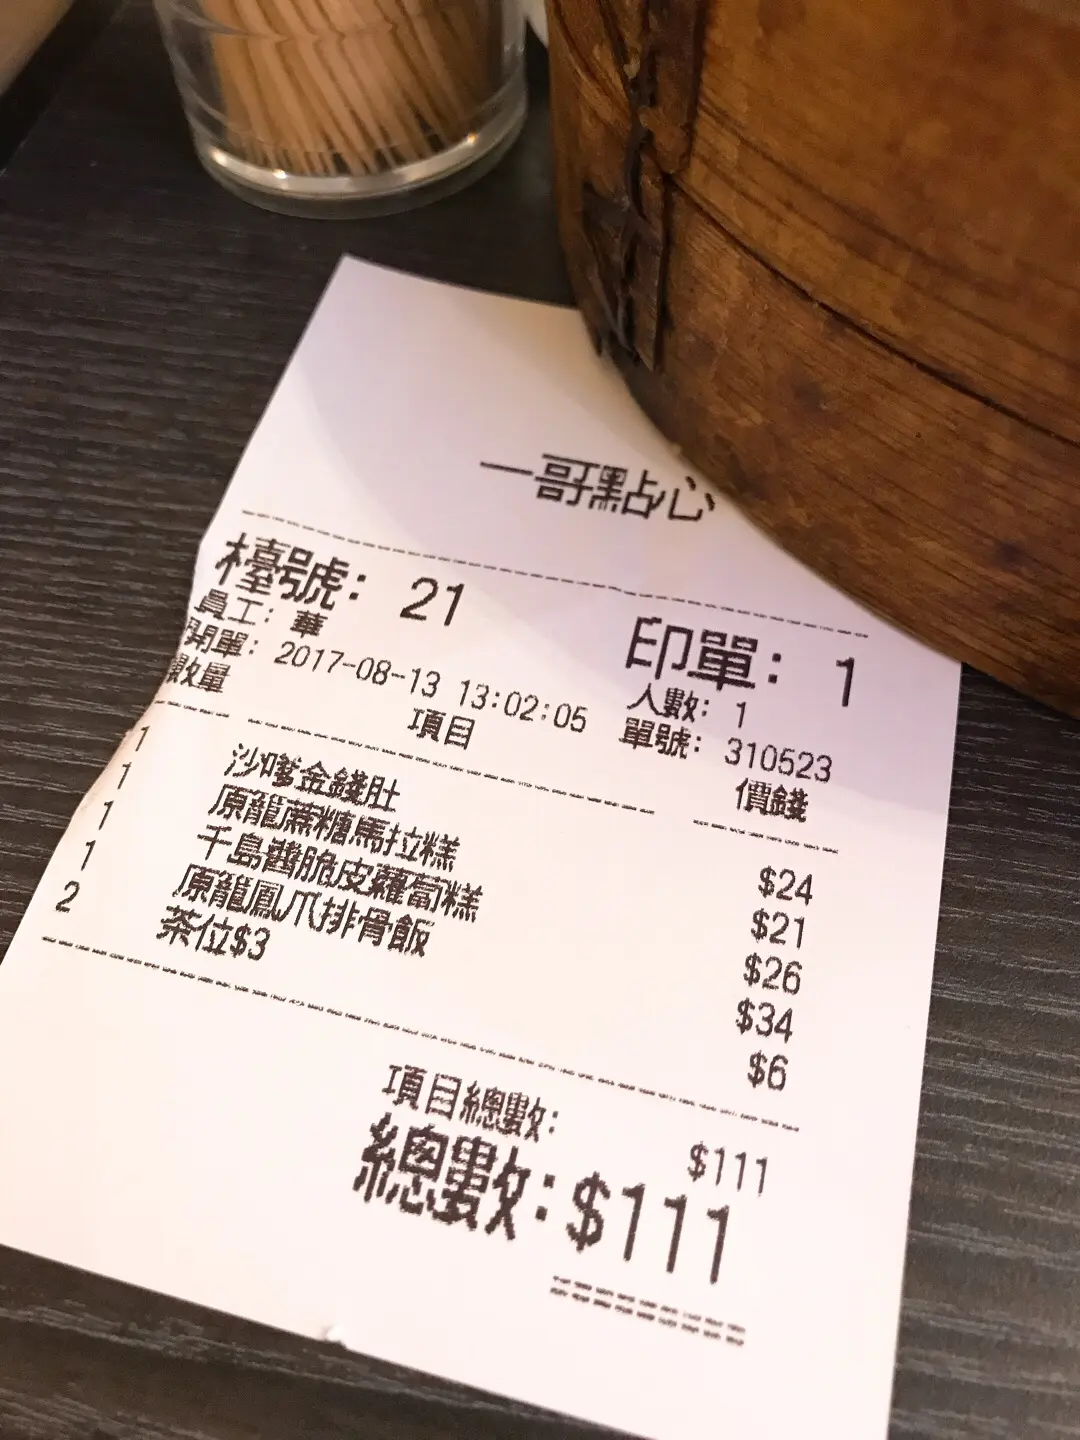 一哥點心
檯號: 21 印單: 1
員工: 華 人數: 1
開單: 2017-08-13 13:02:05 單號: 310523
數量 項目 價錢
1 沙嗲金錢肚 $24
1 原籠蔗糖馬拉糕 $21
1 千島醬脆皮蘿蔔糕 $26
1 原籠鳳爪排骨飯 $34
2 茶位$3 $6
項目總數: $111
總數: $111